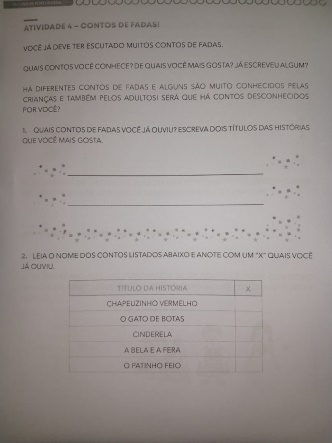 ATIVIDADE 4 – CONTOS DE FADAS!
VOCÊ JÁ DEVE TER ESCUTADO MUITOS CONTOS DE FADAS.
QUAIS CONTOS VOCÊ CONHECE? DE QUAIS VOCÊ MAIS GOSTA? JÁ ESCREVEU ALGUM?
HÁ DIFERENTES CONTOS DE FADAS E ALGUNS SÃO MUITO CONHECIDOS PELAS
CRIANÇAS E TAMBÉM PELOS ADULTOS! SERÁ QUE HÁ CONTOS DESCONHECIDOS
POR VOCÊ?
1. QUAIS CONTOS DE FADAS VOCÊ JÁ OUVIU? ESCREVA DOIS TÍTULOS DAS HISTÓRIAS
QUE VOCÊ MAIS GOSTA.
2. LEIA O NOME DOS CONTOS LISTADOS ABAIXO E ANOTE COM UM "X" QUAIS VOCÊ
JÁ OUVIU.
TÍTULO DA HISTÓRIA X
CHAPEUZINHO VERMELHO
O GATO DE BOTAS
CINDERELA
A BELA E A FERA
O PATINHO FEIO